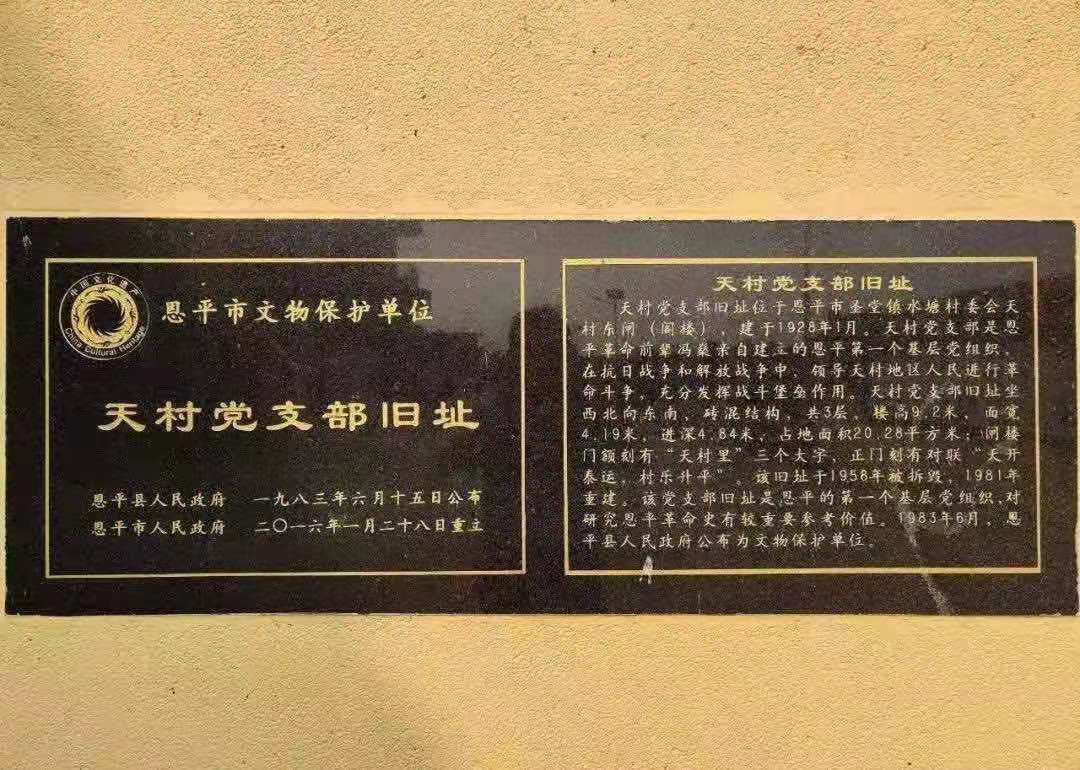 中国文化遗产
China Cultural Heritage
恩平市文物保护单位
天村党支部旧址
恩平县人民政府 一九八三年六月十五日公布
恩平市人民政府 二〇一六年一月二十八日重立
天村党支部旧址
天村党支部旧址位于恩平市圣堂镇水塘村委会天
村东闸（阁楼），建于1928年1月。天村党支部是恩
平革命前辈冯燊亲自建立的恩平第一个基层党组织，
在抗日战争和解放战争中，领导天村地区人民进行革
命斗争，充分发挥战斗堡垒作用。天村党支部旧址坐
西北向东南，砖混结构，共3层，楼高9.2米，面宽
4.19米，进深4.84米，占地面积20.28平方米；闸楼
门额刻有“天村里”三个大字，正门刻有对联“天开
泰运，村乐升平”。该旧址于1958年被拆毁，1981年
重建。该党支部旧址是恩平的第一个基层党组织，对
研究恩平革命史有较重要参考价值。1983年6月，恩
平县人民政府公布为文物保护单位。